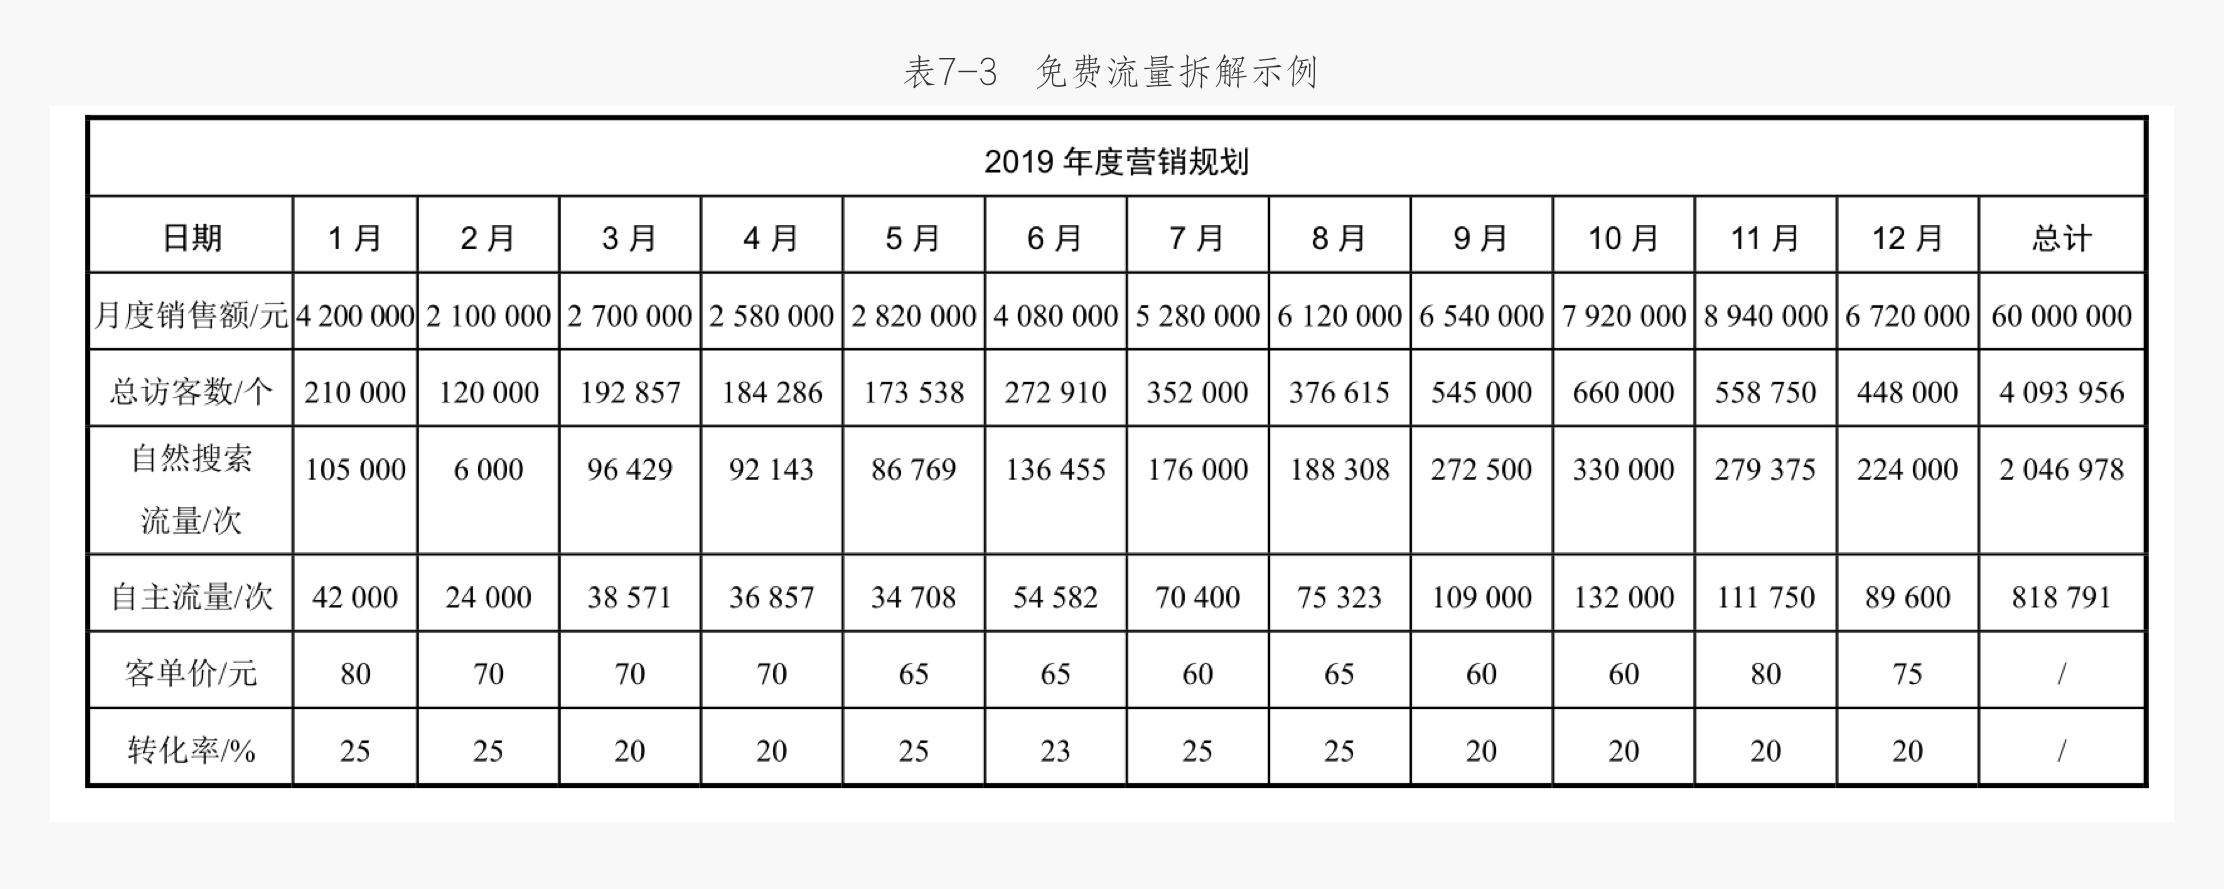 表7-3 免费流量拆解示例
2019 年度营销规划
日期 1 月 2 月 3 月 4 月 5 月 6 月 7 月 8 月 9 月 10 月 11 月 12 月 总计
月度销售额/元 4 200 000 2 100 000 2 700 000 2 580 000 2 820 000 4 080 000 5 280 000 6 120 000 6 540 000 7 920 000 8 940 000 6 720 000 60 000 000
总访客数/个 210 000 120 000 192 857 184 286 173 538 272 910 352 000 376 615 545 000 660 000 558 750 448 000 4 093 956
自然搜索
流量/次 105 000 6 000 96 429 92 143 86 769 136 455 176 000 188 308 272 500 330 000 279 375 224 000 2 046 978
自主流量/次 42 000 24 000 38 571 36 857 34 708 54 582 70 400 75 323 109 000 132 000 111 750 89 600 818 791
客单价/元 80 70 70 70 65 65 60 65 60 60 80 75 /
转化率/% 25 25 20 20 25 23 25 25 20 20 20 20 /